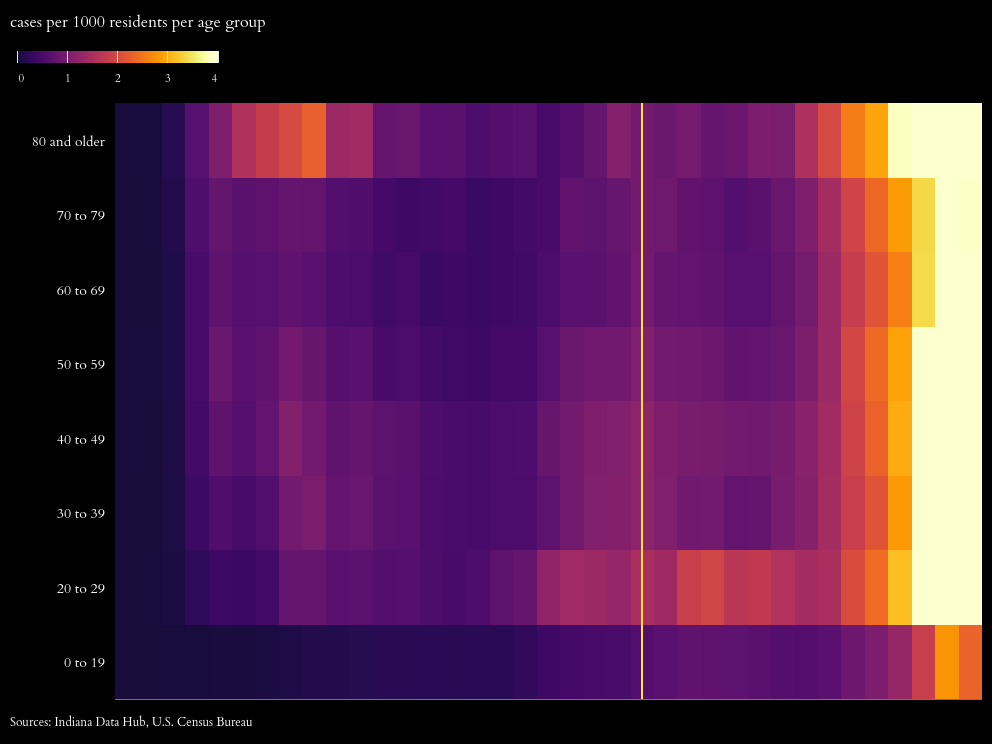 cases per 1000 residents per age group
0 1 2 3 4
80 and older
70 to 79
60 to 69
50 to 59
40 to 49
30 to 39
20 to 29
0 to 19
Sources: Indiana Data Hub, U.S. Census Bureau